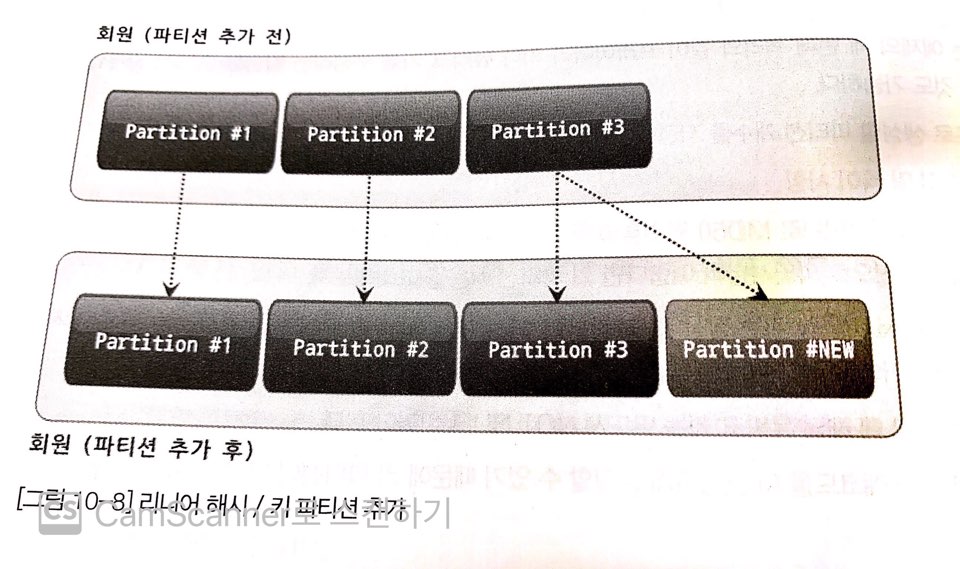 회원 (파티션 추가 전)
Partition #1
Partition #2
Partition #3
Partition #1
Partition #2
Partition #3
Partition #NEW
회원 (파티션 추가 후)
[그림 10-8] 리니어 해시 / 키 파티션 추가
CS CamScanner로 스캔하기